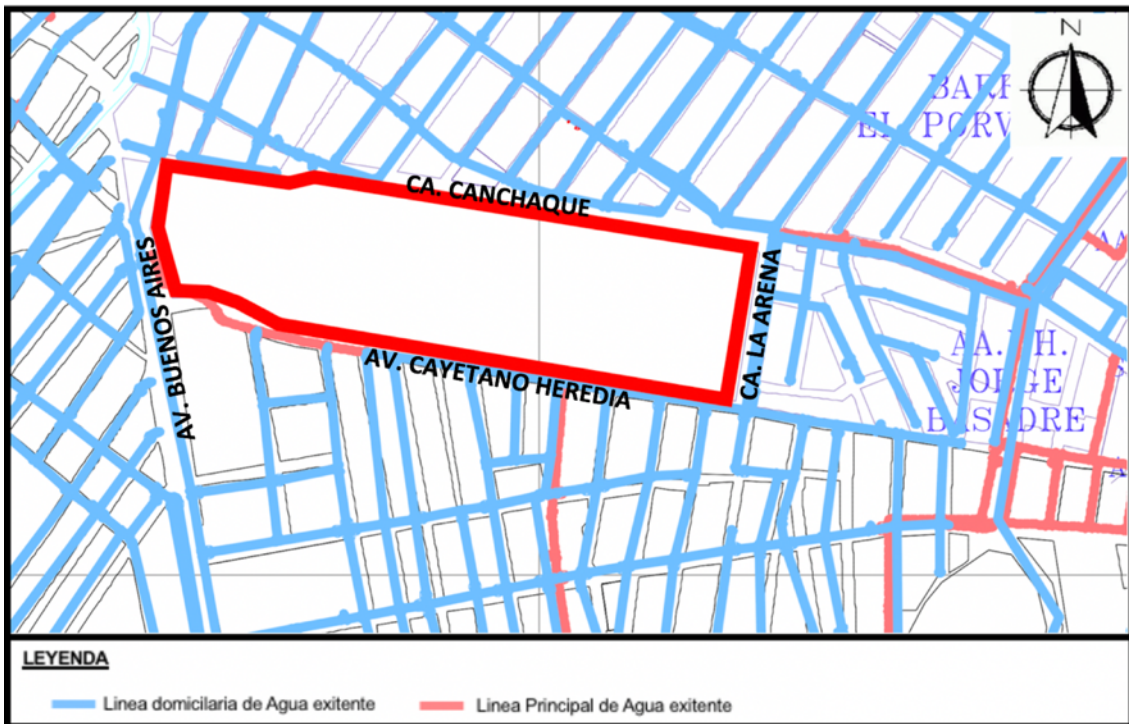 N
BARR
EL PORV
CA. CANCHAQUE
AV. BUENOS AIRES
CA. LA ARENA
AV. CAYETANO HEREDIA
AA. HH.
JORGE
BASADRE
LEYENDA
Linea domicilaria de Agua exitente
Linea Principal de Agua exitente